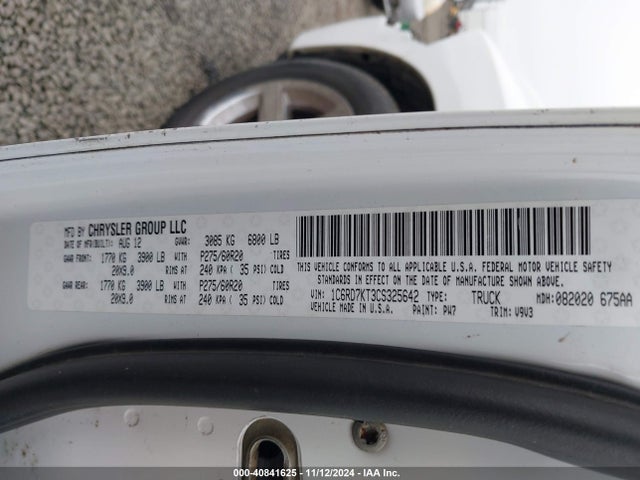 MFD BY CHRYSLER GROUP LLC
DATE OF MFR(BUILT): AUG 12 GVWR: 3085 KG 6800 LB
GAWR FRONT: 1770 KG 3900 LB WITH P275/60R20 TIRES
20X9.0 RIMS AT 240 KPA ( 35 PSI) COLD
GAWR REAR: 1770 KG 3900 LB WITH P275/60R20 TIRES
20X9.0 RIMS AT 240 KPA ( 35 PSI) COLD
THIS VEHICLE CONFORMS TO ALL APPLICABLE U.S.A. FEDERAL MOTOR VEHICLE SAFETY
STANDARDS IN EFFECT ON THE DATE OF MANUFACTURE SHOWN ABOVE.
VIN: 1C6RD7KT3CS325642 TYPE: TRUCK MDH: 082020 675AA
VEHICLE MADE IN U.S.A. PAINT: PW7 TRIM: V9V3
000-40841625 - 11/12/2024 - IAA Inc.